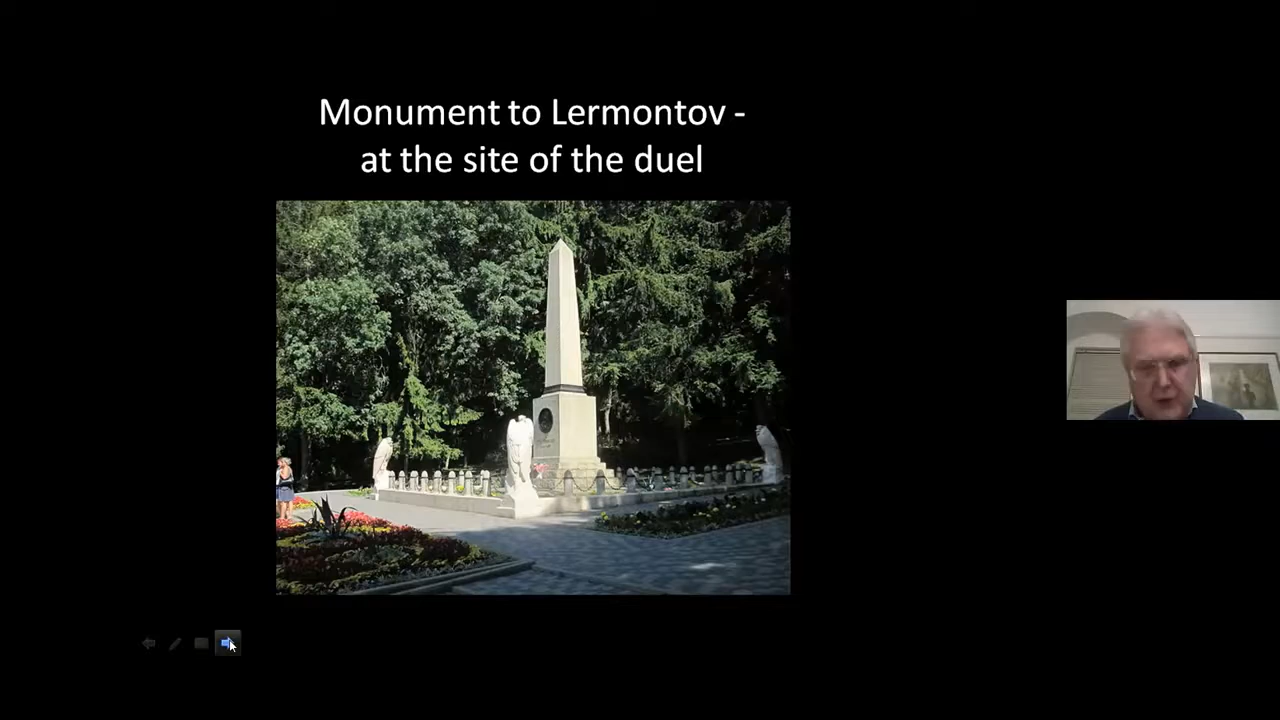 Monument to Lermontov -
at the site of the duel